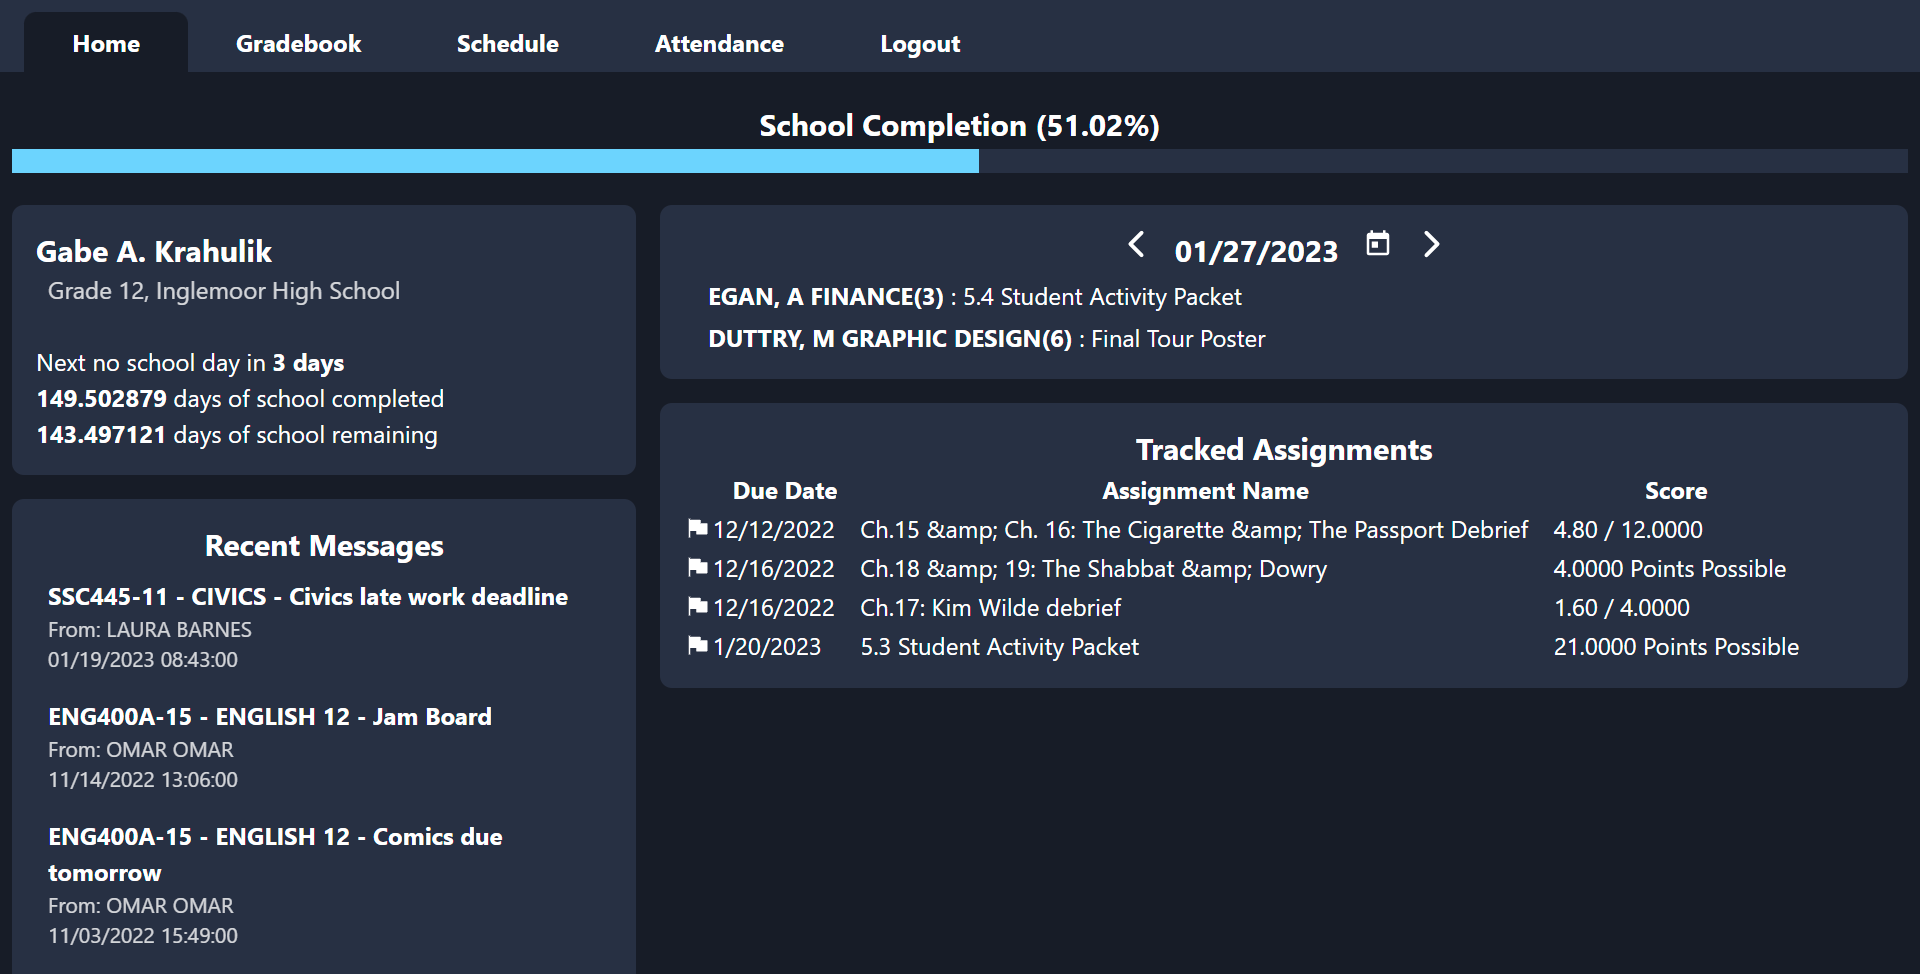 Home Gradebook Schedule Attendance Logout
School Completion (51.02%)
Gabe A. Krahulik
Grade 12, Inglemoor High School
Next no school day in 3 days
149.502879 days of school completed
143.497121 days of school remaining
Recent Messages
SSC445-11 - CIVICS - Civics late work deadline
From: LAURA BARNES
01/19/2023 08:43:00
ENG400A-15 - ENGLISH 12 - Jam Board
From: OMAR OMAR
11/14/2022 13:06:00
ENG400A-15 - ENGLISH 12 - Comics due
tomorrow
From: OMAR OMAR
11/03/2022 15:49:00
01/27/2023
EGAN, A FINANCE(3) : 5.4 Student Activity Packet
DUTTRY, M GRAPHIC DESIGN(6) : Final Tour Poster
Tracked Assignments
Due Date Assignment Name Score
12/12/2022 Ch.15 &amp; Ch. 16: The Cigarette &amp; The Passport Debrief 4.80 / 12.0000
12/16/2022 Ch.18 &amp; 19: The Shabbat &amp; Dowry 4.0000 Points Possible
12/16/2022 Ch.17: Kim Wilde debrief 1.60 / 4.0000
1/20/2023 5.3 Student Activity Packet 21.0000 Points Possible